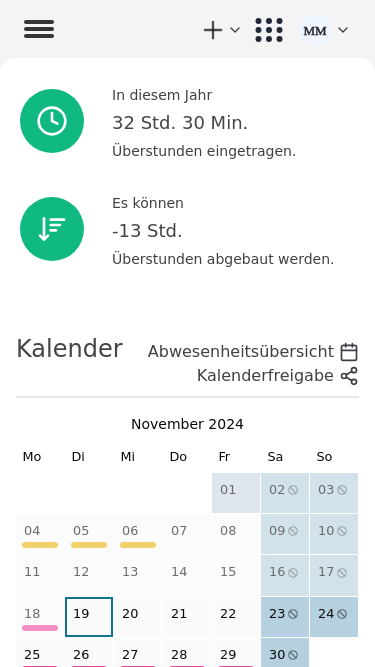 MM
In diesem Jahr
32 Std. 30 Min.
Überstunden eingetragen.
Es können
-13 Std.
Überstunden abgebaut werden.
Kalender
Abwesenheitsübersicht
Kalenderfreigabe
November 2024
Mo Di Mi Do Fr Sa So
01 02 03
04 05 06 07 08 09 10
11 12 13 14 15 16 17
18 19 20 21 22 23 24
25 26 27 28 29 30